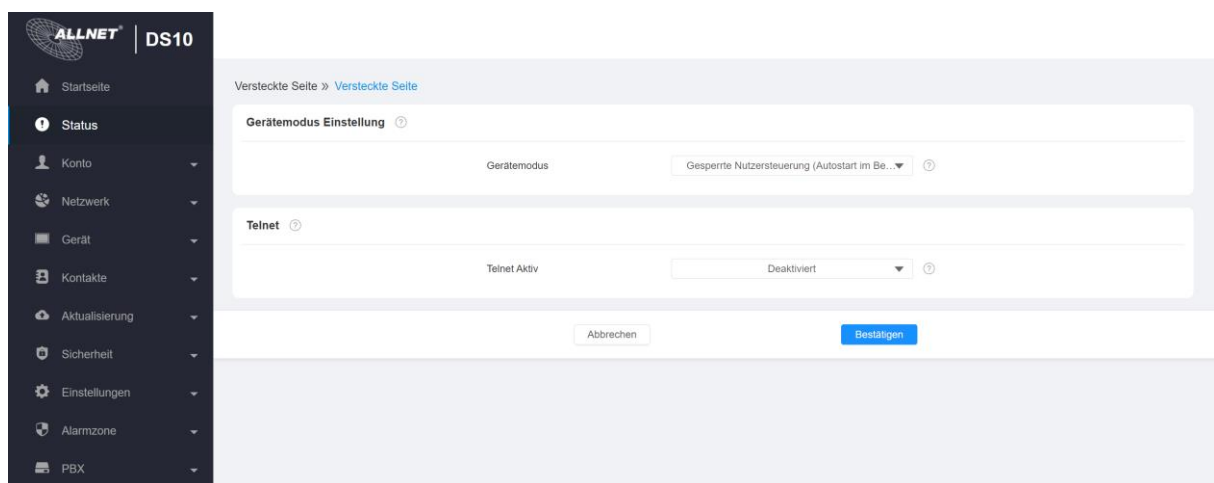 ALLNET® DS10
Startseite
Status
Konto
Netzwerk
Gerät
Kontakte
Aktualisierung
Sicherheit
Einstellungen
Alarmzone
PBX
Versteckte Seite » Versteckte Seite
Gerätemodus Einstellung ?
Gerätemodus Gesperrte Nutzersteuerung (Autostart im Be... ?
Telnet ?
Telnet Aktiv Deaktiviert ?
Abbrechen Bestätigen